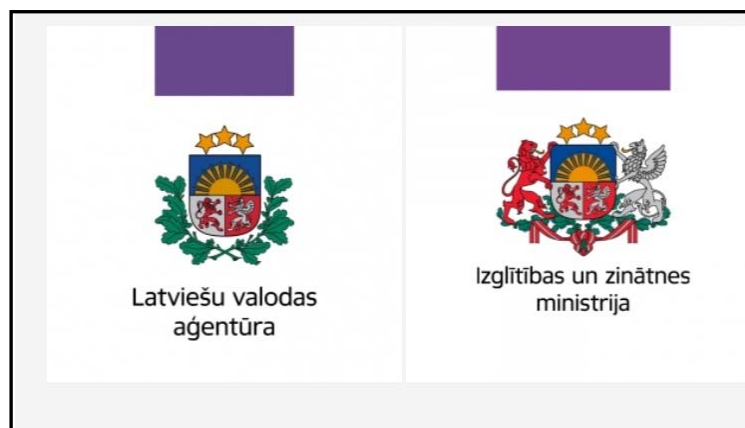 Latviešu valodas
aģentūra
Izglītības un zinātnes
ministrija